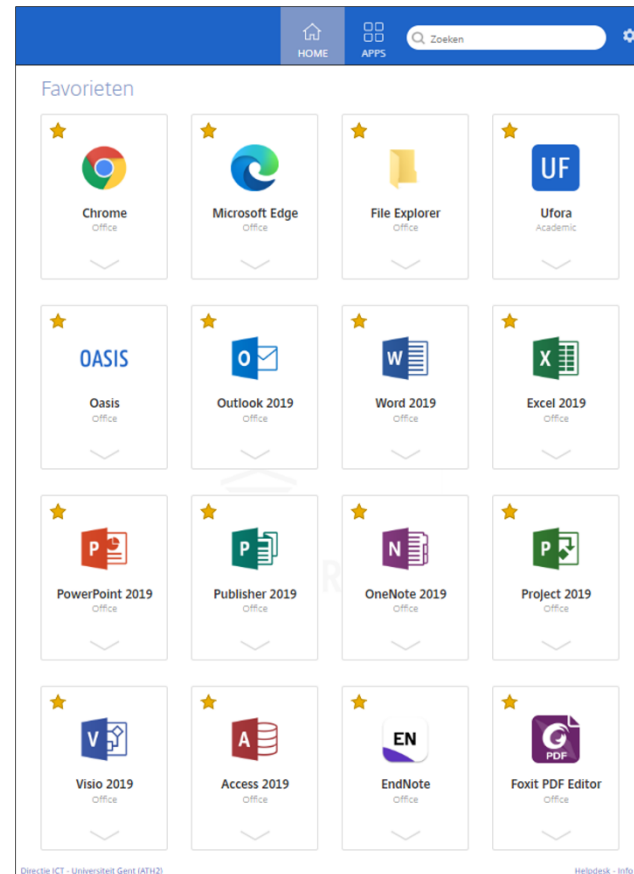 HOME
APPS
Zoeken
Favorieten
Chrome
Office
Microsoft Edge
Office
File Explorer
Office
UF
Ufora
Academic
OASIS
Oasis
Office
O
Outlook 2019
Office
W
Word 2019
Office
X
Excel 2019
Office
P
PowerPoint 2019
Office
P
Publisher 2019
Office
N
OneNote 2019
Office
P
Project 2019
Office
V
Visio 2019
Office
A
Access 2019
Office
EN
EndNote
Office
G
PDF
Foxit PDF Editor
Office
Directie ICT - Universiteit Gent (ATH2)
Helpdesk - Info